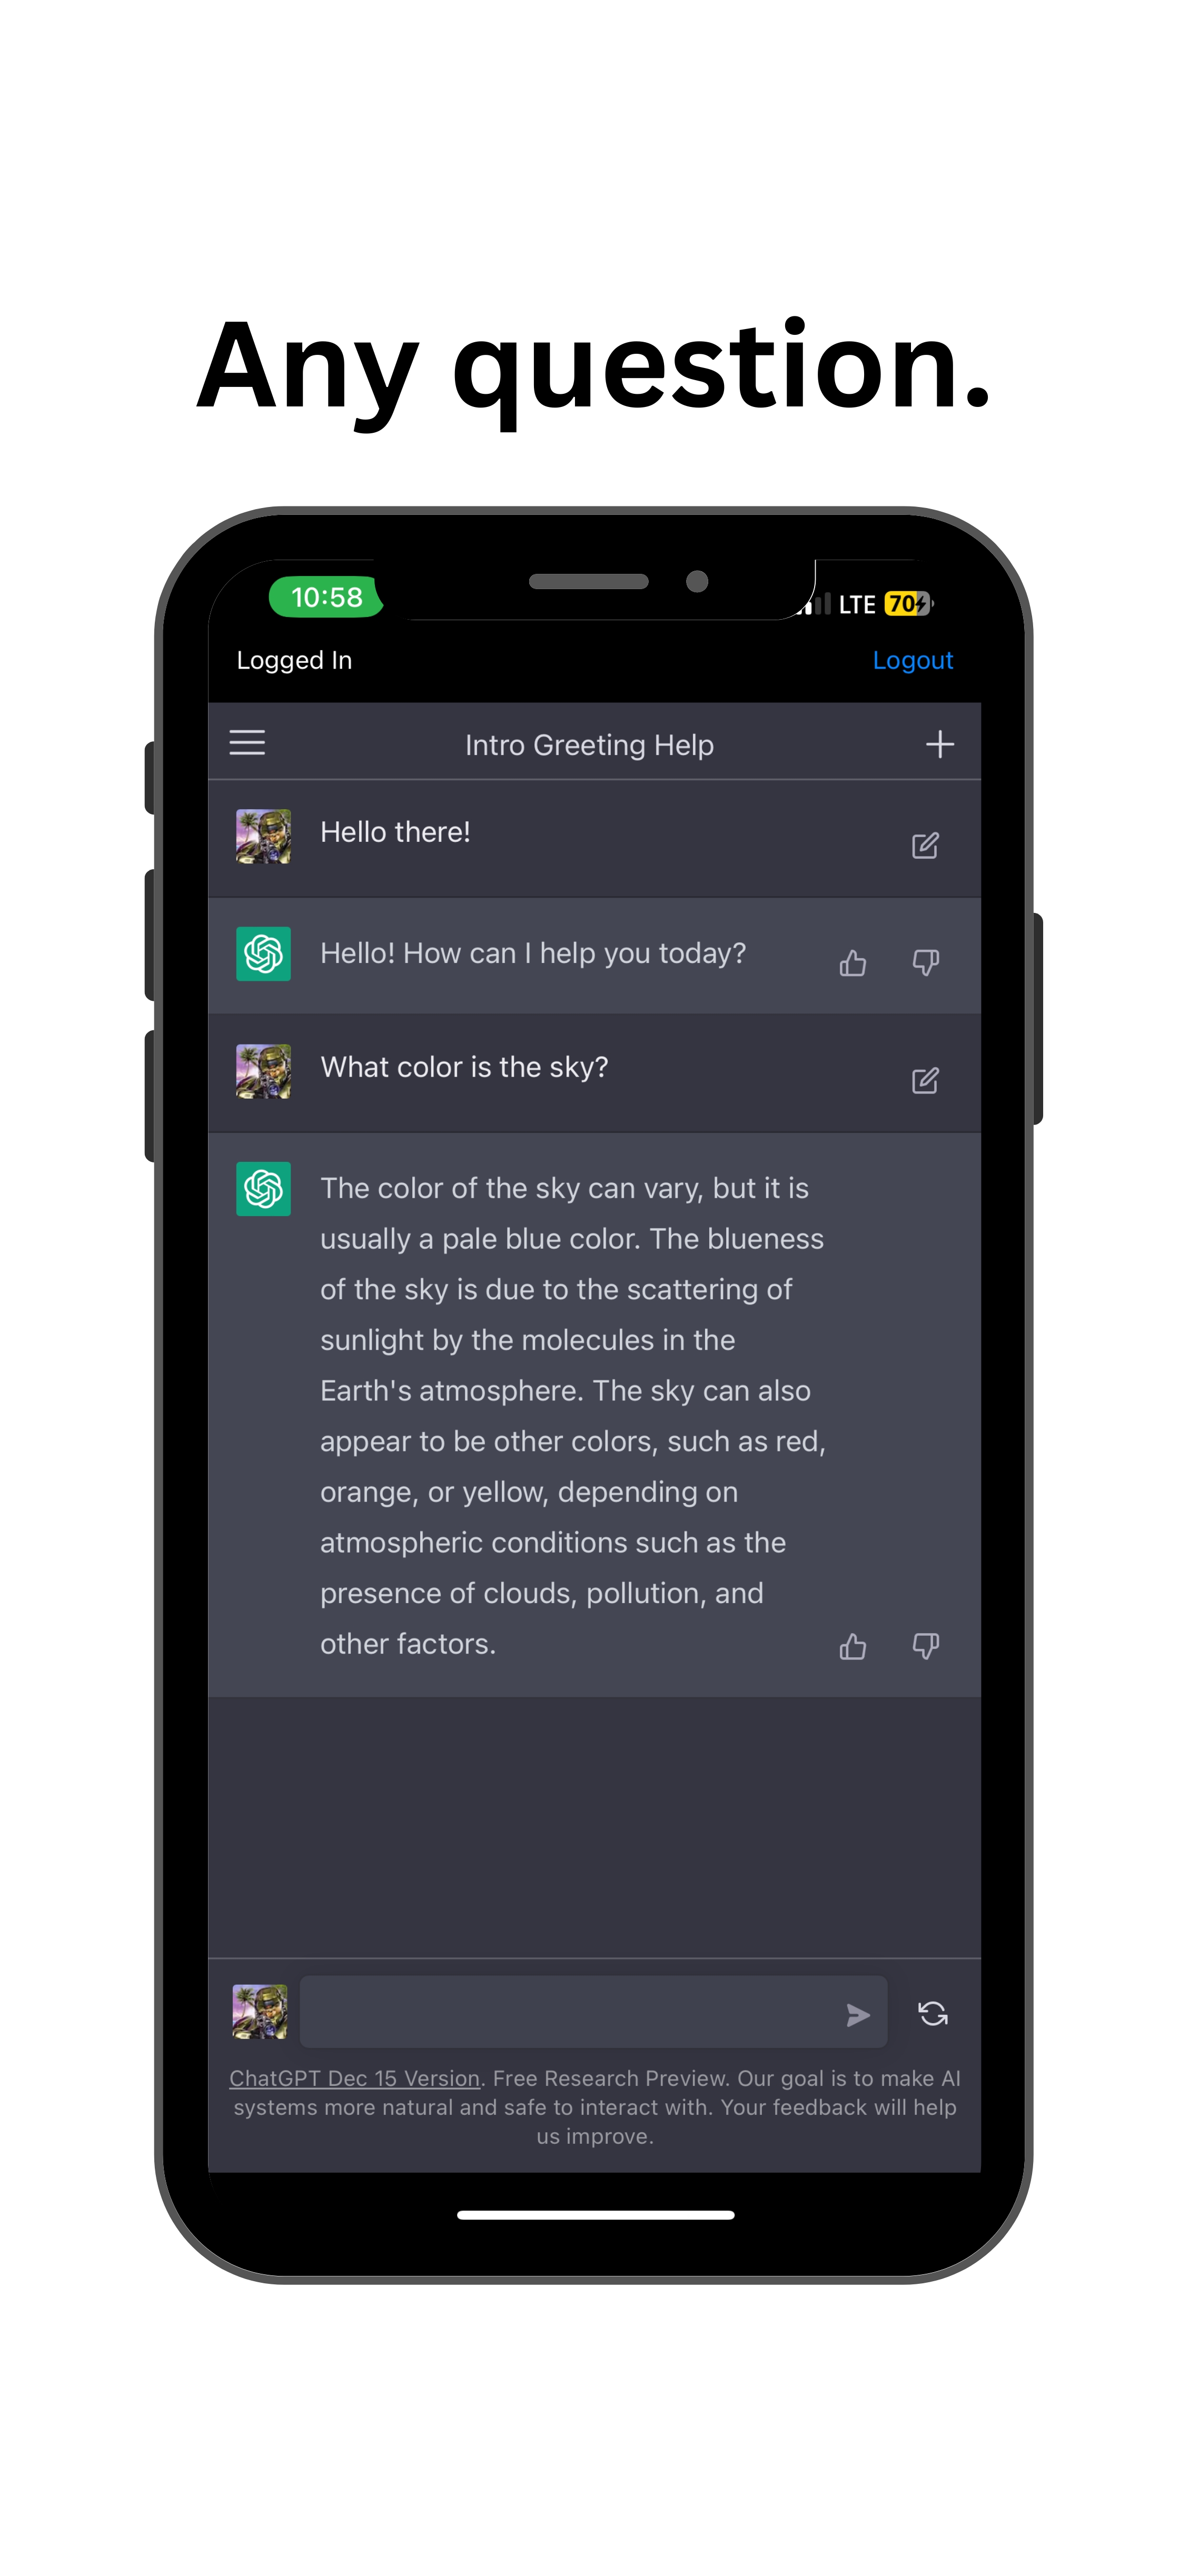 Any question.
10:58
LTE 70
Logged In
Logout
Intro Greeting Help
Hello there!
Hello! How can I help you today?
What color is the sky?
The color of the sky can vary, but it is
usually a pale blue color. The blueness
of the sky is due to the scattering of
sunlight by the molecules in the
Earth's atmosphere. The sky can also
appear to be other colors, such as red,
orange, or yellow, depending on
atmospheric conditions such as the
presence of clouds, pollution, and
other factors.
ChatGPT Dec 15 Version. Free Research Preview. Our goal is to make AI
systems more natural and safe to interact with. Your feedback will help
us improve.